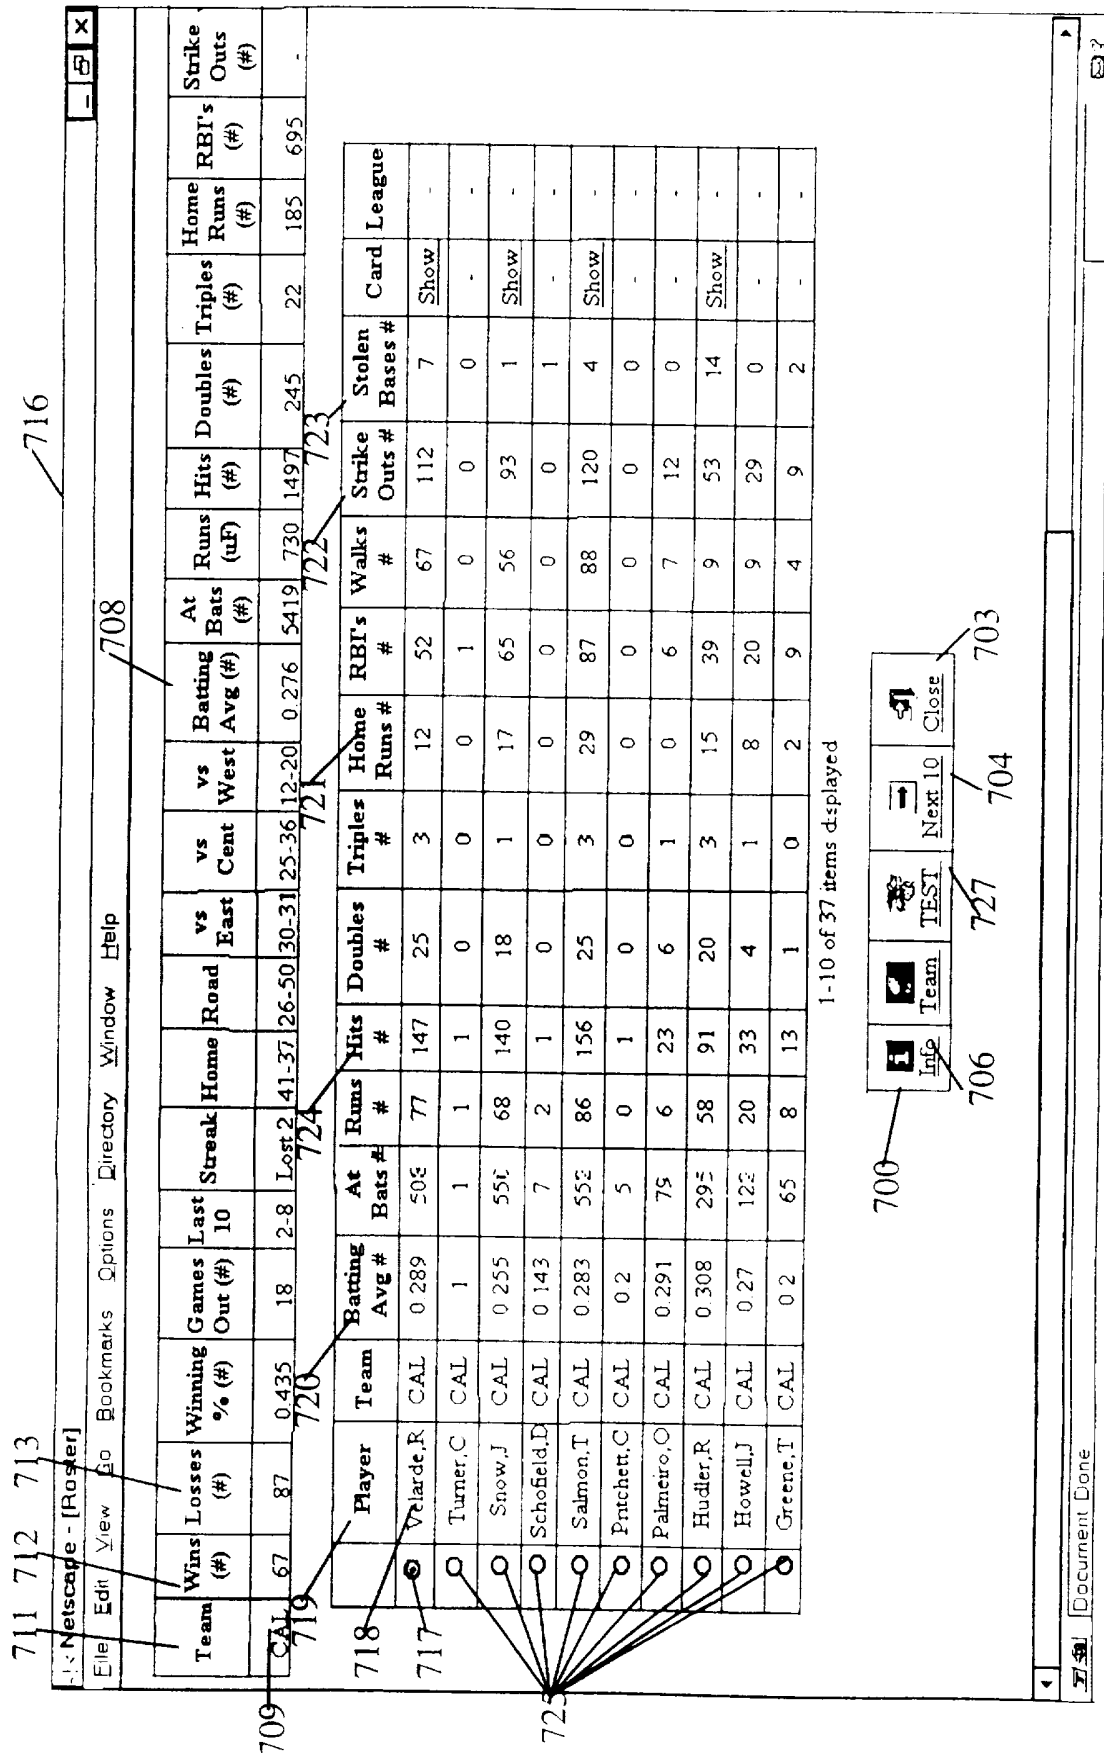 716
- Netscape - [Roster]
File Edit View Go Bookmarks Options Directory Window Help
711 712 713 708
Team Wins (#) Losses (#) Winning % (#) Games Out (#) Last 10 Streak Home Road vs East vs Cent vs West Batting Avg (#) At Bats (#) Runs (uF) Hits (#) Doubles (#) Triples (#) Home Runs (#) RBI's (#) Strike Outs (#)
CAL 67 87 0.435 18 2-8 Lost 2 41-37 26-50 30-31 25-36 12-20 0.276 5419 730 1497 245 22 185 695 -
709 719 720 724 721 722 723
Player Team Batting Avg # At Bats # Runs # Hits # Doubles # Triples # Home Runs # RBI's # Walks # Strike Outs # Stolen Bases # Card League
Velarde,R CAL 0.289 77 147 25 3 12 52 67 112 7 Show -
Turner,C CAL 1 1 1 1 0 0 0 1 0 0 0 - -
Snow,J CAL 0 255 68 140 18 1 17 65 56 93 1 Show -
Schofield,D CAL 0 143 7 2 1 0 0 0 0 0 0 1 - -
Salmon,T CAL 0.283 552 86 156 25 3 29 87 88 120 4 Show -
Pritchett,C CAL 0 2 5 0 1 0 0 0 0 0 0 0 - -
Palmeiro,O CAL 0.291 79 6 23 6 1 0 6 7 12 0 - -
Hudler,R CAL 0.308 295 58 91 20 3 15 39 9 53 14 Show -
Howell,J CAL 0.27 122 20 33 4 1 8 20 9 29 0 - -
Greene,T CAL 0 2 65 8 13 1 0 2 9 4 9 2 - -
718 717 725
1-10 of 37 items displayed
Info Team TEST Next 10 Close
700 706 727 704 703
Document Done